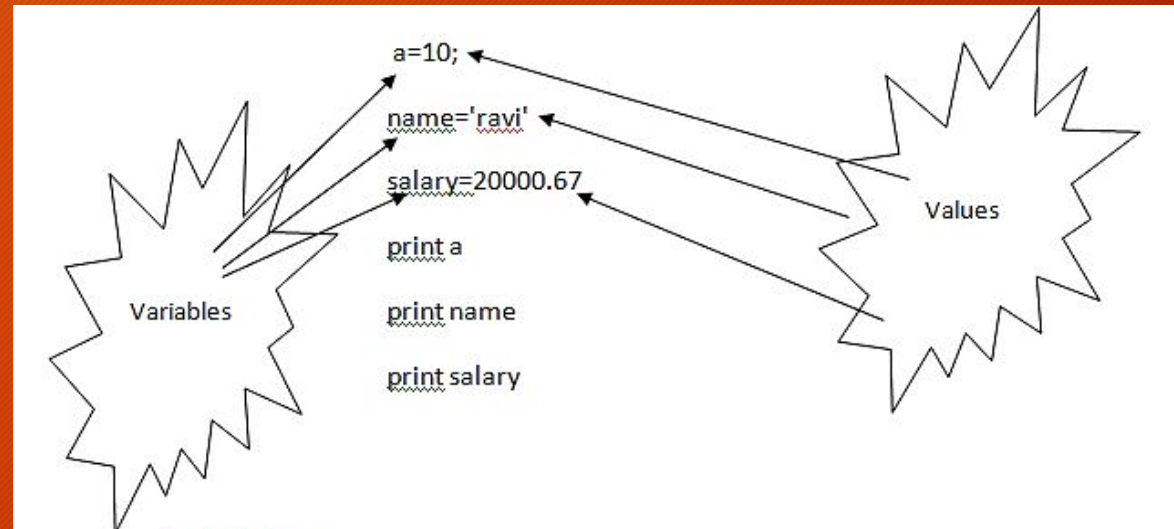 a=10;
name='ravi'
salary=20000.67
print a
print name
print salary
Variables
Values